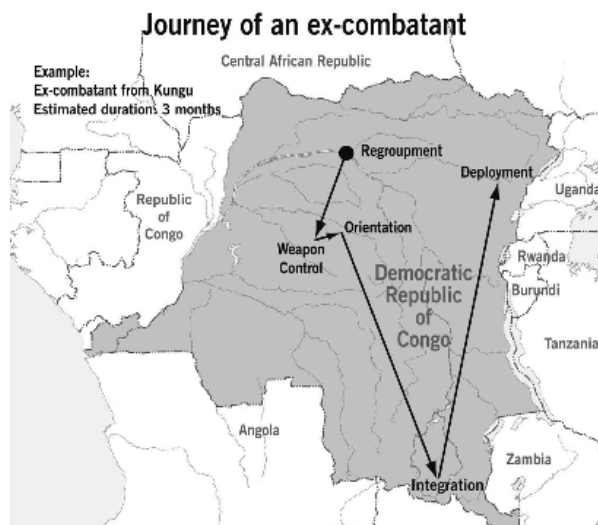 Journey of an ex-combatant
Central African Republic
Example:
Ex-combatant from Kungu
Estimated duration: 3 months
Regroupment
Deployment
Uganda
Republic
of
Congo
Orientation
Weapon
Control
Rwanda
Democratic
Republic
of
Congo
Burundi
Tanzania
Angola
Zambia
Integration